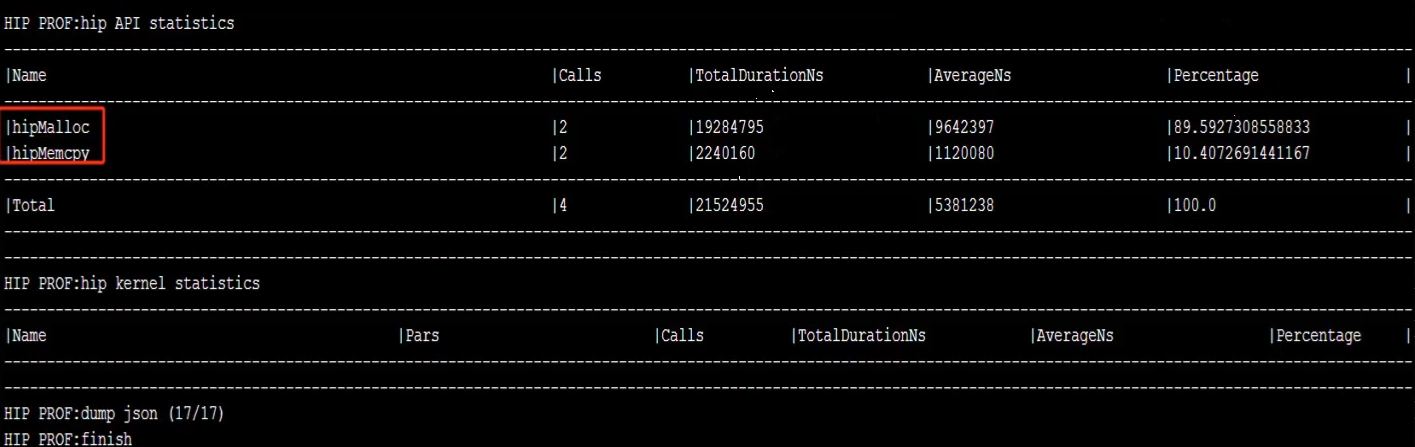 HIP PROF:hip API statistics
|Name |Calls |TotalDurationNs |AverageNs |Percentage |
|hipMalloc |2 |19284795 |9642397 |89.5927308558833 |
|hipMemcpy |2 |2240160 |1120080 |10.4072691441167 |
|Total |4 |21524955 |5381238 |100.0 |
HIP PROF:hip kernel statistics
|Name |Pars |Calls |TotalDurationNs |AverageNs |Percentage |
HIP PROF:dump json (17/17)
HIP PROF:finish